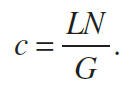 c = LN / G.